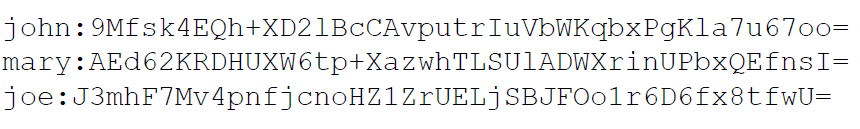 john:9Mfsk4EQh+XD2lBcCAvputrIuVbWKqbxPgKla7u67oo=
mary:AEd62KRDHUXW6tp+XazwhTLSUlADWXrinUPbxQEfnsI=
joe:J3mhF7Mv4pnfjcnoHZ1ZrUELjSBJFOo1r6D6fx8tfwU=